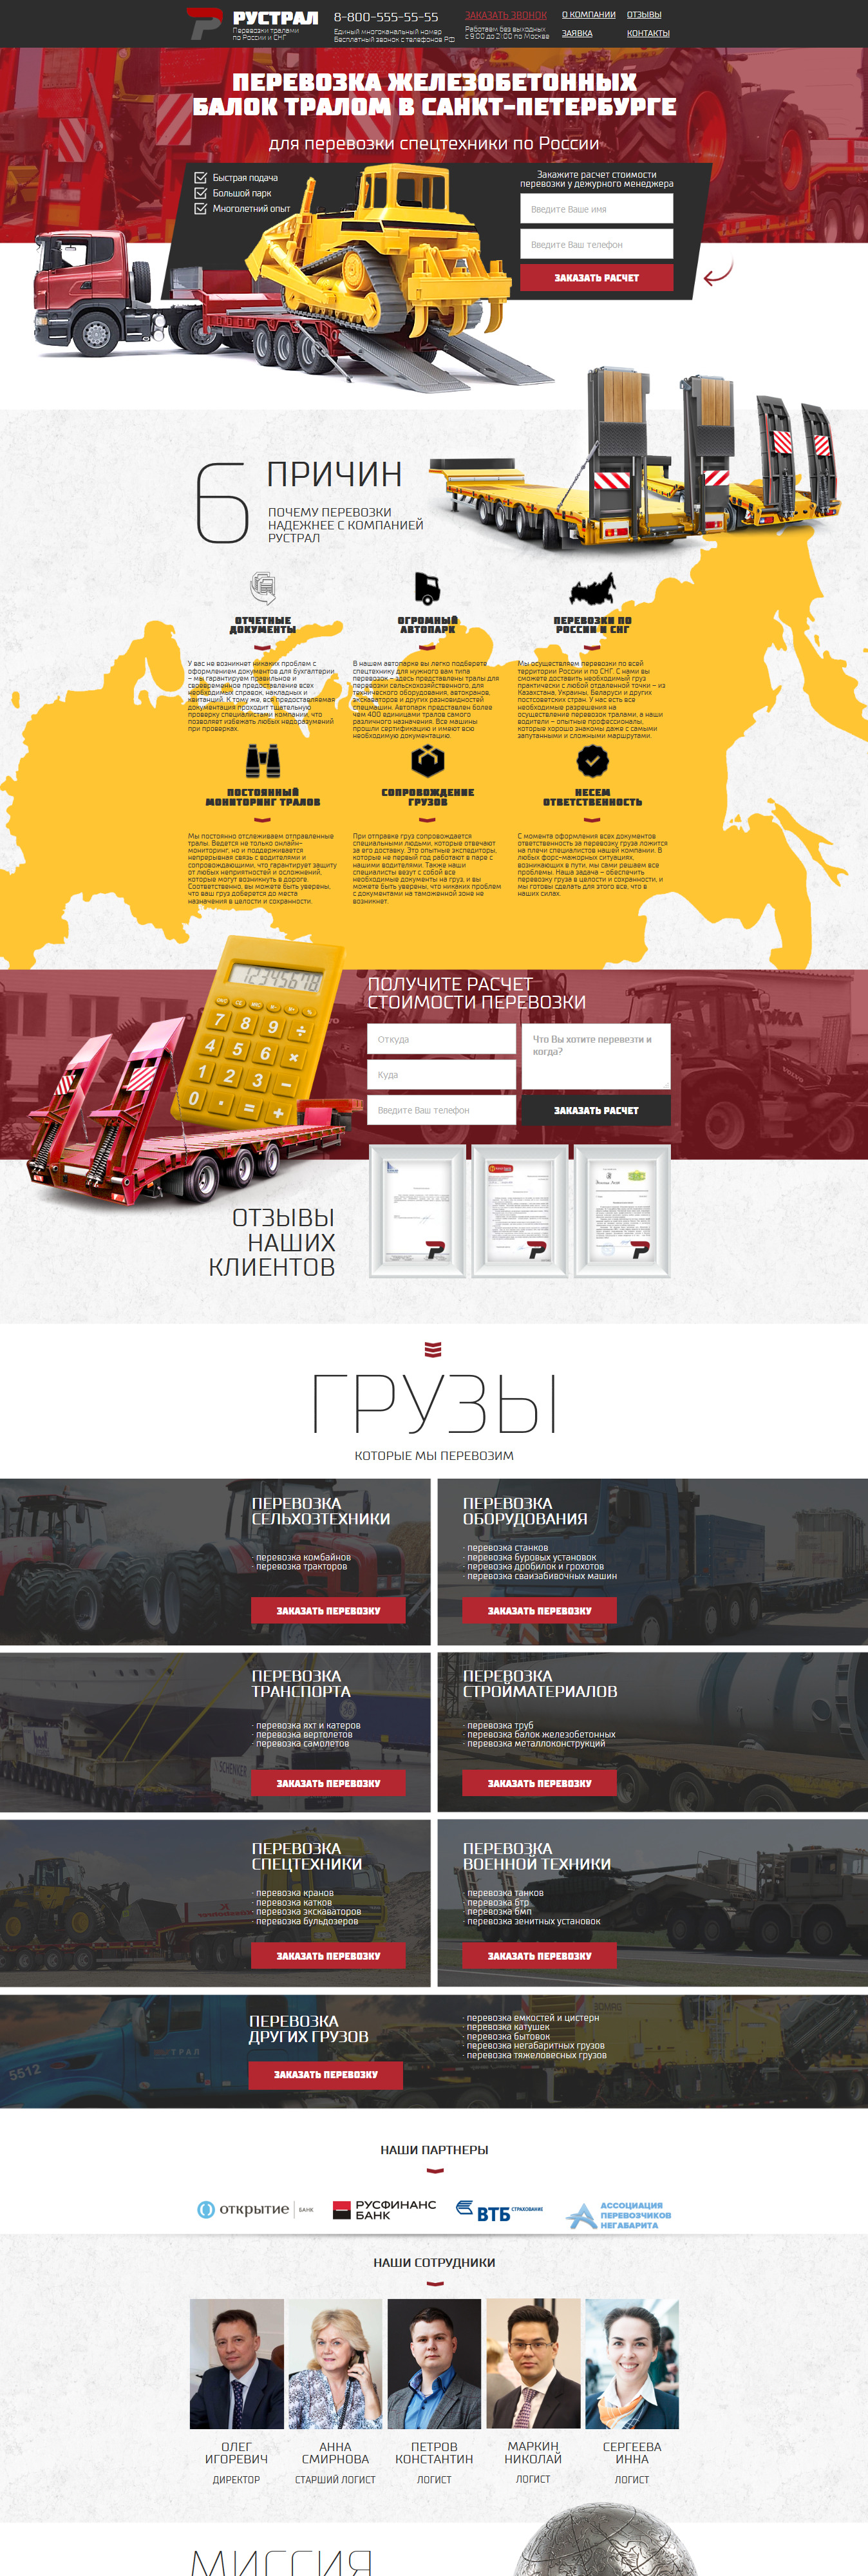 РУСТРАЛ
Перевозки тралами
по России и СНГ
8-800-555-55-55
Единый многоканальный номер
Бесплатный звонок с телефонов РФ
ЗАКАЗАТЬ ЗВОНОК
Работаем без выходных
с 9:00 до 21:00 по Москве
О КОМПАНИИ
ОТЗЫВЫ
ЗАЯВКА
КОНТАКТЫ
ПЕРЕВОЗКА ЖЕЛЕЗОБЕТОННЫХ
БАЛОК ТРАЛОМ В САНКТ-ПЕТЕРБУРГЕ
для перевозки спецтехники по России
Быстрая подача
Большой парк
Многолетний опыт
Закажите расчет стоимости
перевозки у дежурного менеджера
Введите Ваше имя
Введите Ваш телефон
ЗАКАЗАТЬ РАСЧЕТ
6
ПРИЧИН
ПОЧЕМУ ПЕРЕВОЗКИ
НАДЕЖНЕЕ С КОМПАНИЕЙ
РУСТРАЛ
ОТЧЕТНЫЕ
ДОКУМЕНТЫ
У вас не возникнет никаких проблем с
оформлением документов для бухгалтерии
– мы гарантируем правильное и
своевременное предоставление всех
необходимых справок, накладных и
квитанций. К тому же, вся предоставляемая
документация проходит тщательную
проверку специалистами компании, что
позволяет избежать любых недоразумений
при проверках.
ОГРОМНЫЙ
АВТОПАРК
В нашем автопарке вы легко подберете
спецтехнику для нужного вам типа
перевозок – здесь представлены тралы для
перевозки сельскохозяйственного, для
технического оборудования, автокранов,
экскаваторов и других разновидностей
спецмашин. Автопарк представлен более
чем 400 единицами тралов самого
различного назначения. Все машины
прошли сертификацию и имеют всю
необходимую документацию.
ПЕРЕВОЗКИ ПО
РОССИИ И СНГ
Мы осуществляем перевозки по всей
территории России и по СНГ. С нами вы
сможете доставить необходимый груз
практически с любой отдаленной точки – из
Казахстана, Украины, Беларуси и других
постсоветских стран. У нас есть все
необходимые разрешения на
осуществления перевозок тралами, а наши
водители – опытные профессионалы,
которые хорошо знакомы даже с самыми
запутанными и сложными маршрутами.
ПОСТОЯННЫЙ
МОНИТОРИНГ ТРАЛОВ
Мы постоянно отслеживаем отправленные
тралы. Ведется не только онлайн-
мониторинг, но и поддерживается
непрерывная связь с водителями и
сопровождающими, что гарантирует защиту
от любых неприятностей и осложнений,
которые могут возникнуть в дороге.
Соответственно, вы можете быть уверены,
что ваш груз доберется до места
назначения в целости и сохранности.
СОПРОВОЖДЕНИЕ
ГРУЗОВ
При отправке груз сопровождается
специальными людьми, которые отвечают
за его доставку. Это опытные экспедиторы,
которые не первый год работают в паре с
нашими водителями. Также наши
специалисты везут с собой все
необходимые документы на груз, и вы
можете быть уверены, что никаких проблем
с документами на таможенной зоне не
возникнет.
НЕСЕМ
ОТВЕТСТВЕННОСТЬ
С момента оформления всех документов
ответственность за перевозку груза ложится
на плечи специалистов нашей компании. В
любых форс-мажорных ситуациях,
возникающих в пути, мы сами решаем все
проблемы. Наша задача – обеспечить
перевозку груза в целости и сохранности, и
мы готовы сделать для этого все, что в
наших силах.
12345678
7 8 9 ÷
4 5 6 ×
1 2 3 −
0 · = +
ПОЛУЧИТЕ РАСЧЕТ
СТОИМОСТИ ПЕРЕВОЗКИ
Откуда
Куда
Введите Ваш телефон
Что Вы хотите перевезти и
когда?
ЗАКАЗАТЬ РАСЧЕТ
ОТЗЫВЫ
НАШИХ
КЛИЕНТОВ
ГРУЗЫ
КОТОРЫЕ МЫ ПЕРЕВОЗИМ
ПЕРЕВОЗКА
СЕЛЬХОЗТЕХНИКИ
- перевозка комбайнов
- перевозка тракторов
ЗАКАЗАТЬ ПЕРЕВОЗКУ
ПЕРЕВОЗКА
ОБОРУДОВАНИЯ
- перевозка станков
- перевозка буровых установок
- перевозка дробилок и грохотов
- перевозка сваизабивочных машин
ЗАКАЗАТЬ ПЕРЕВОЗКУ
ПЕРЕВОЗКА
ТРАНСПОРТА
- перевозка яхт и катеров
- перевозка вертолетов
- перевозка самолетов
SCHENKER
ЗАКАЗАТЬ ПЕРЕВОЗКУ
ПЕРЕВОЗКА
СТРОЙМАТЕРИАЛОВ
- перевозка труб
- перевозка балок железобетонных
- перевозка металлоконструкций
ЗАКАЗАТЬ ПЕРЕВОЗКУ
ПЕРЕВОЗКА
СПЕЦТЕХНИКИ
- перевозка кранов
- перевозка катков
- перевозка экскаваторов
- перевозка бульдозеров
ЗАКАЗАТЬ ПЕРЕВОЗКУ
ПЕРЕВОЗКА
ВОЕННОЙ ТЕХНИКИ
- перевозка танков
- перевозка бтр
- перевозка бмп
- перевозка зенитных установок
ЗАКАЗАТЬ ПЕРЕВОЗКУ
ПЕРЕВОЗКА
ДРУГИХ ГРУЗОВ
5512
ЗАКАЗАТЬ ПЕРЕВОЗКУ
- перевозка емкостей и цистерн
- перевозка катушек
- перевозка бытовок
- перевозка негабаритных грузов
- перевозка тяжеловесных грузов
НАШИ ПАРТНЕРЫ
открытие БАНК
РУСФИНАНС
БАНК
ВТБ СТРАХОВАНИЕ
АССОЦИАЦИЯ
ПЕРЕВОЗЧИКОВ
НЕГАБАРИТА
НАШИ СОТРУДНИКИ
ОЛЕГ
ИГОРЕВИЧ
ДИРЕКТОР
АННА
СМИРНОВА
СТАРШИЙ ЛОГИСТ
ПЕТРОВ
КОНСТАНТИН
ЛОГИСТ
МАРКИН
НИКОЛАЙ
ЛОГИСТ
СЕРГЕЕВА
ИННА
ЛОГИСТ
МИССИЯ